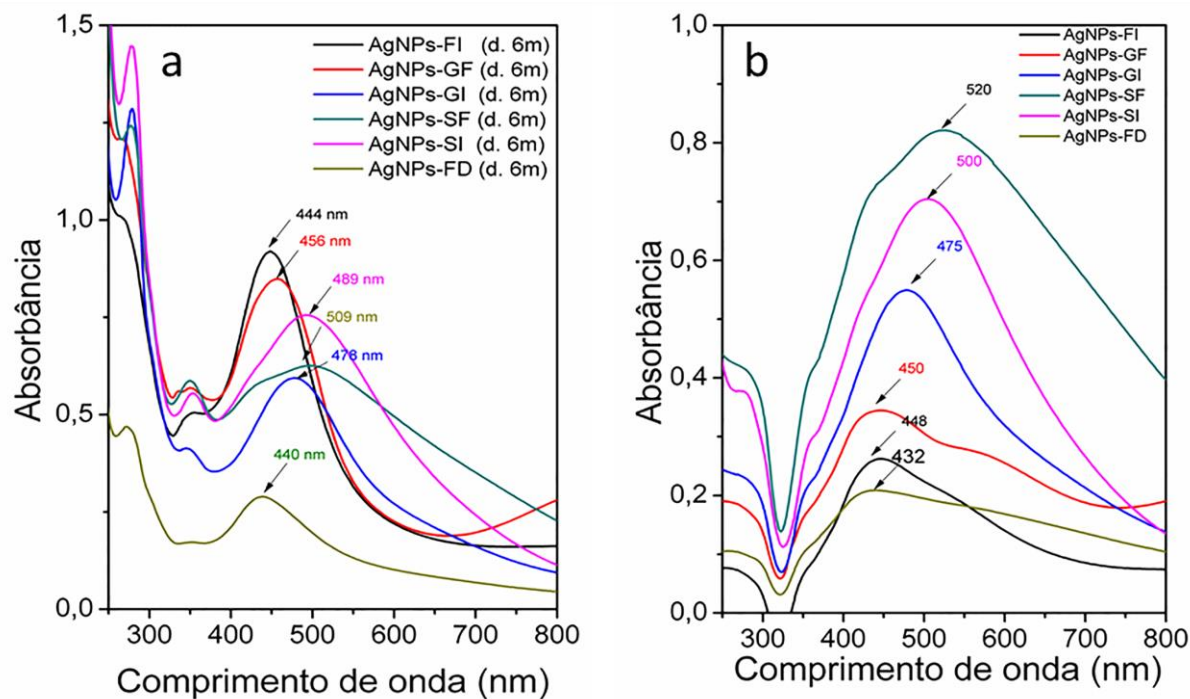 a
AgNPs-FI (d. 6m)
AgNPs-GF (d. 6m)
AgNPs-GI (d. 6m)
AgNPs-SF (d. 6m)
AgNPs-SI (d. 6m)
AgNPs-FD (d. 6m)
444 nm
456 nm
489 nm
509 nm
478 nm
440 nm
1,5
1,0
0,5
0,0
Absorbância
300 400 500 600 700 800
Comprimento de onda (nm)
b
AgNPs-FI
AgNPs-GF
AgNPs-GI
AgNPs-SF
AgNPs-SI
AgNPs-FD
520
500
475
450
448
432
1,0
0,8
0,6
0,4
0,2
0,0
Absorbância
300 400 500 600 700 800
Comprimento de onda (nm)